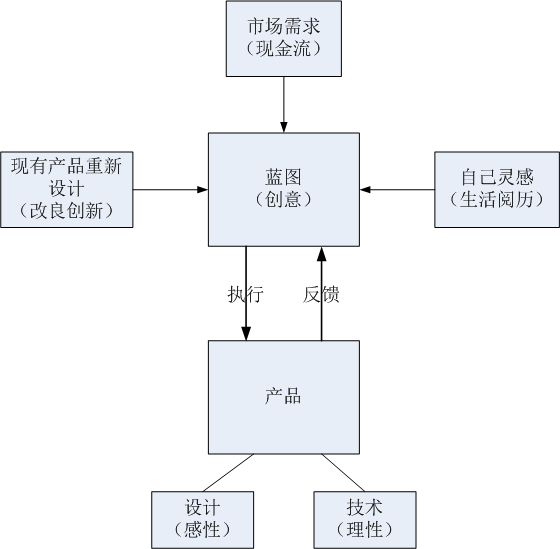 市场需求
（现金流）
现有产品重新
设计
（改良创新）
蓝图
（创意）
自己灵感
（生活阅历）
执行
反馈
产品
设计
（感性）
技术
（理性）